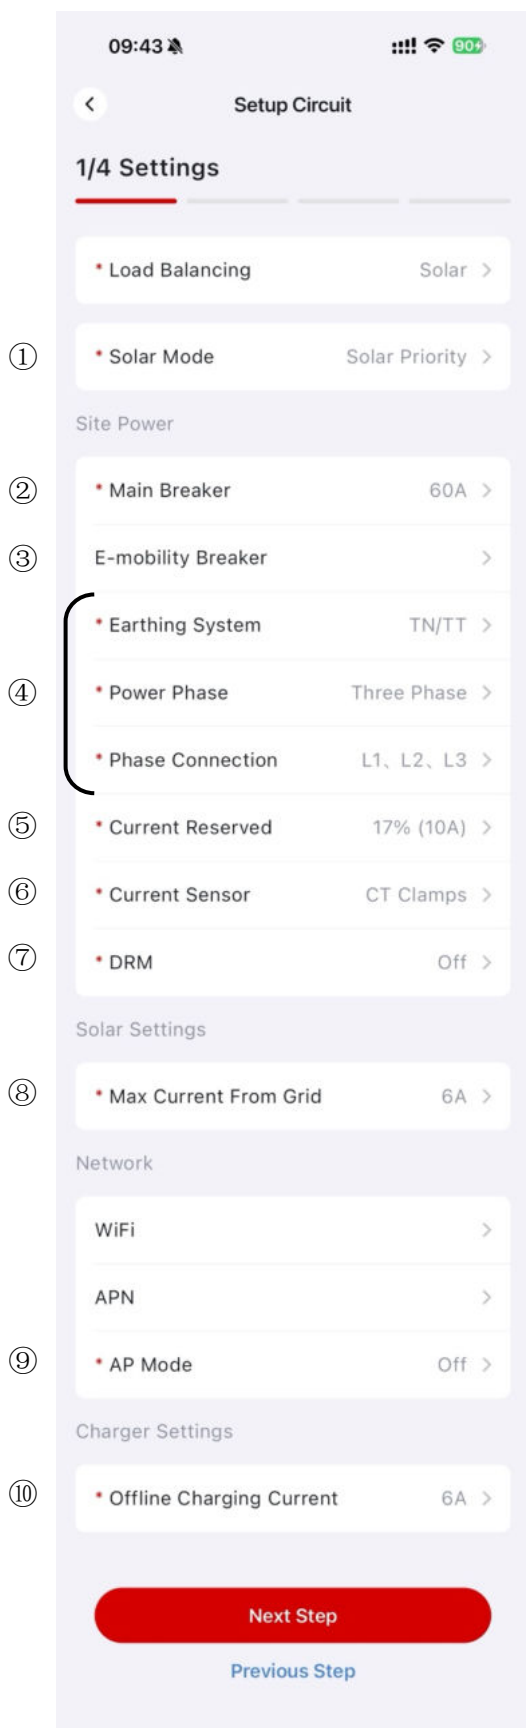 09:43
90
Setup Circuit
1/4 Settings
* Load Balancing Solar >
① * Solar Mode Solar Priority >
Site Power
② * Main Breaker 60A >
③ E-mobility Breaker >
* Earthing System TN/TT >
④ * Power Phase Three Phase >
* Phase Connection L1、L2、L3 >
⑤ * Current Reserved 17% (10A) >
⑥ * Current Sensor CT Clamps >
⑦ * DRM Off >
Solar Settings
⑧ * Max Current From Grid 6A >
Network
WiFi >
APN >
⑨ * AP Mode Off >
Charger Settings
⑩ * Offline Charging Current 6A >
Next Step
Previous Step